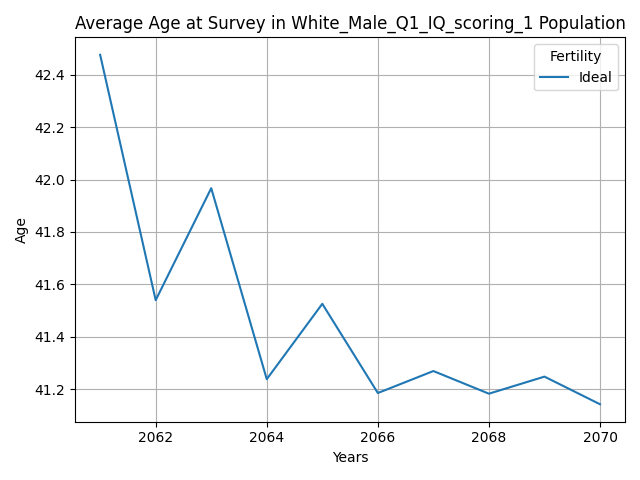 Average Age at Survey in White_Male_Q1_IQ_scoring_1 Population
Fertility
Ideal
42.4
42.2
42.0
41.8
41.6
41.4
41.2
Age
2062 2064 2066 2068 2070
Years